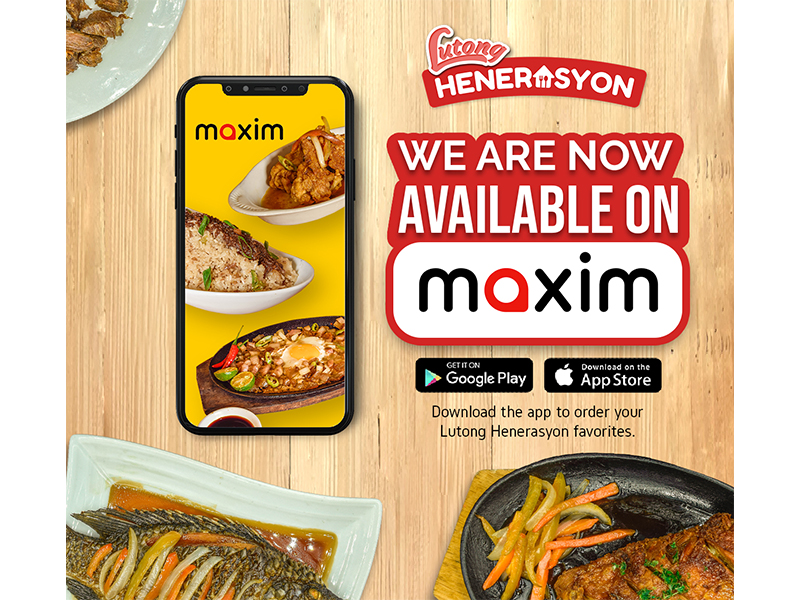 Lutong
HENERASYON
maxim
WE ARE NOW
AVAILABLE ON
maxim
GET IT ON
Google Play
Download on the
App Store
Download the app to order your
Lutong Henerasyon favorites.